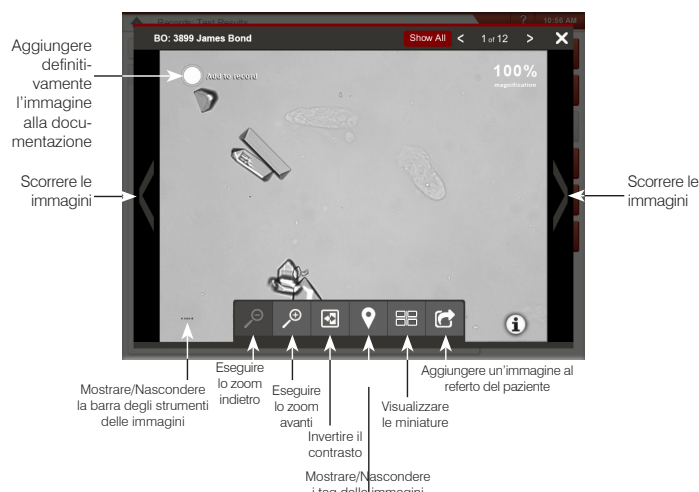 Records: Test Results
? 10:56 AM
BO: 3899 James Bond
Show All < 1 of 12 > X
Aggiungere
definiti-
vamente
l'immagine
alla docu-
mentazione
Add to record
100%
magnification
Scorrere le
immagini
Scorrere le
immagini
i
Mostrare/Nascondere
la barra degli strumenti
delle immagini
Eseguire
lo zoom
indietro
Eseguire
lo zoom
avanti
Invertire il
contrasto
Mostrare/Nascondere
i tag delle immagini
Visualizzare
le miniature
Aggiungere un'immagine al
referto del paziente